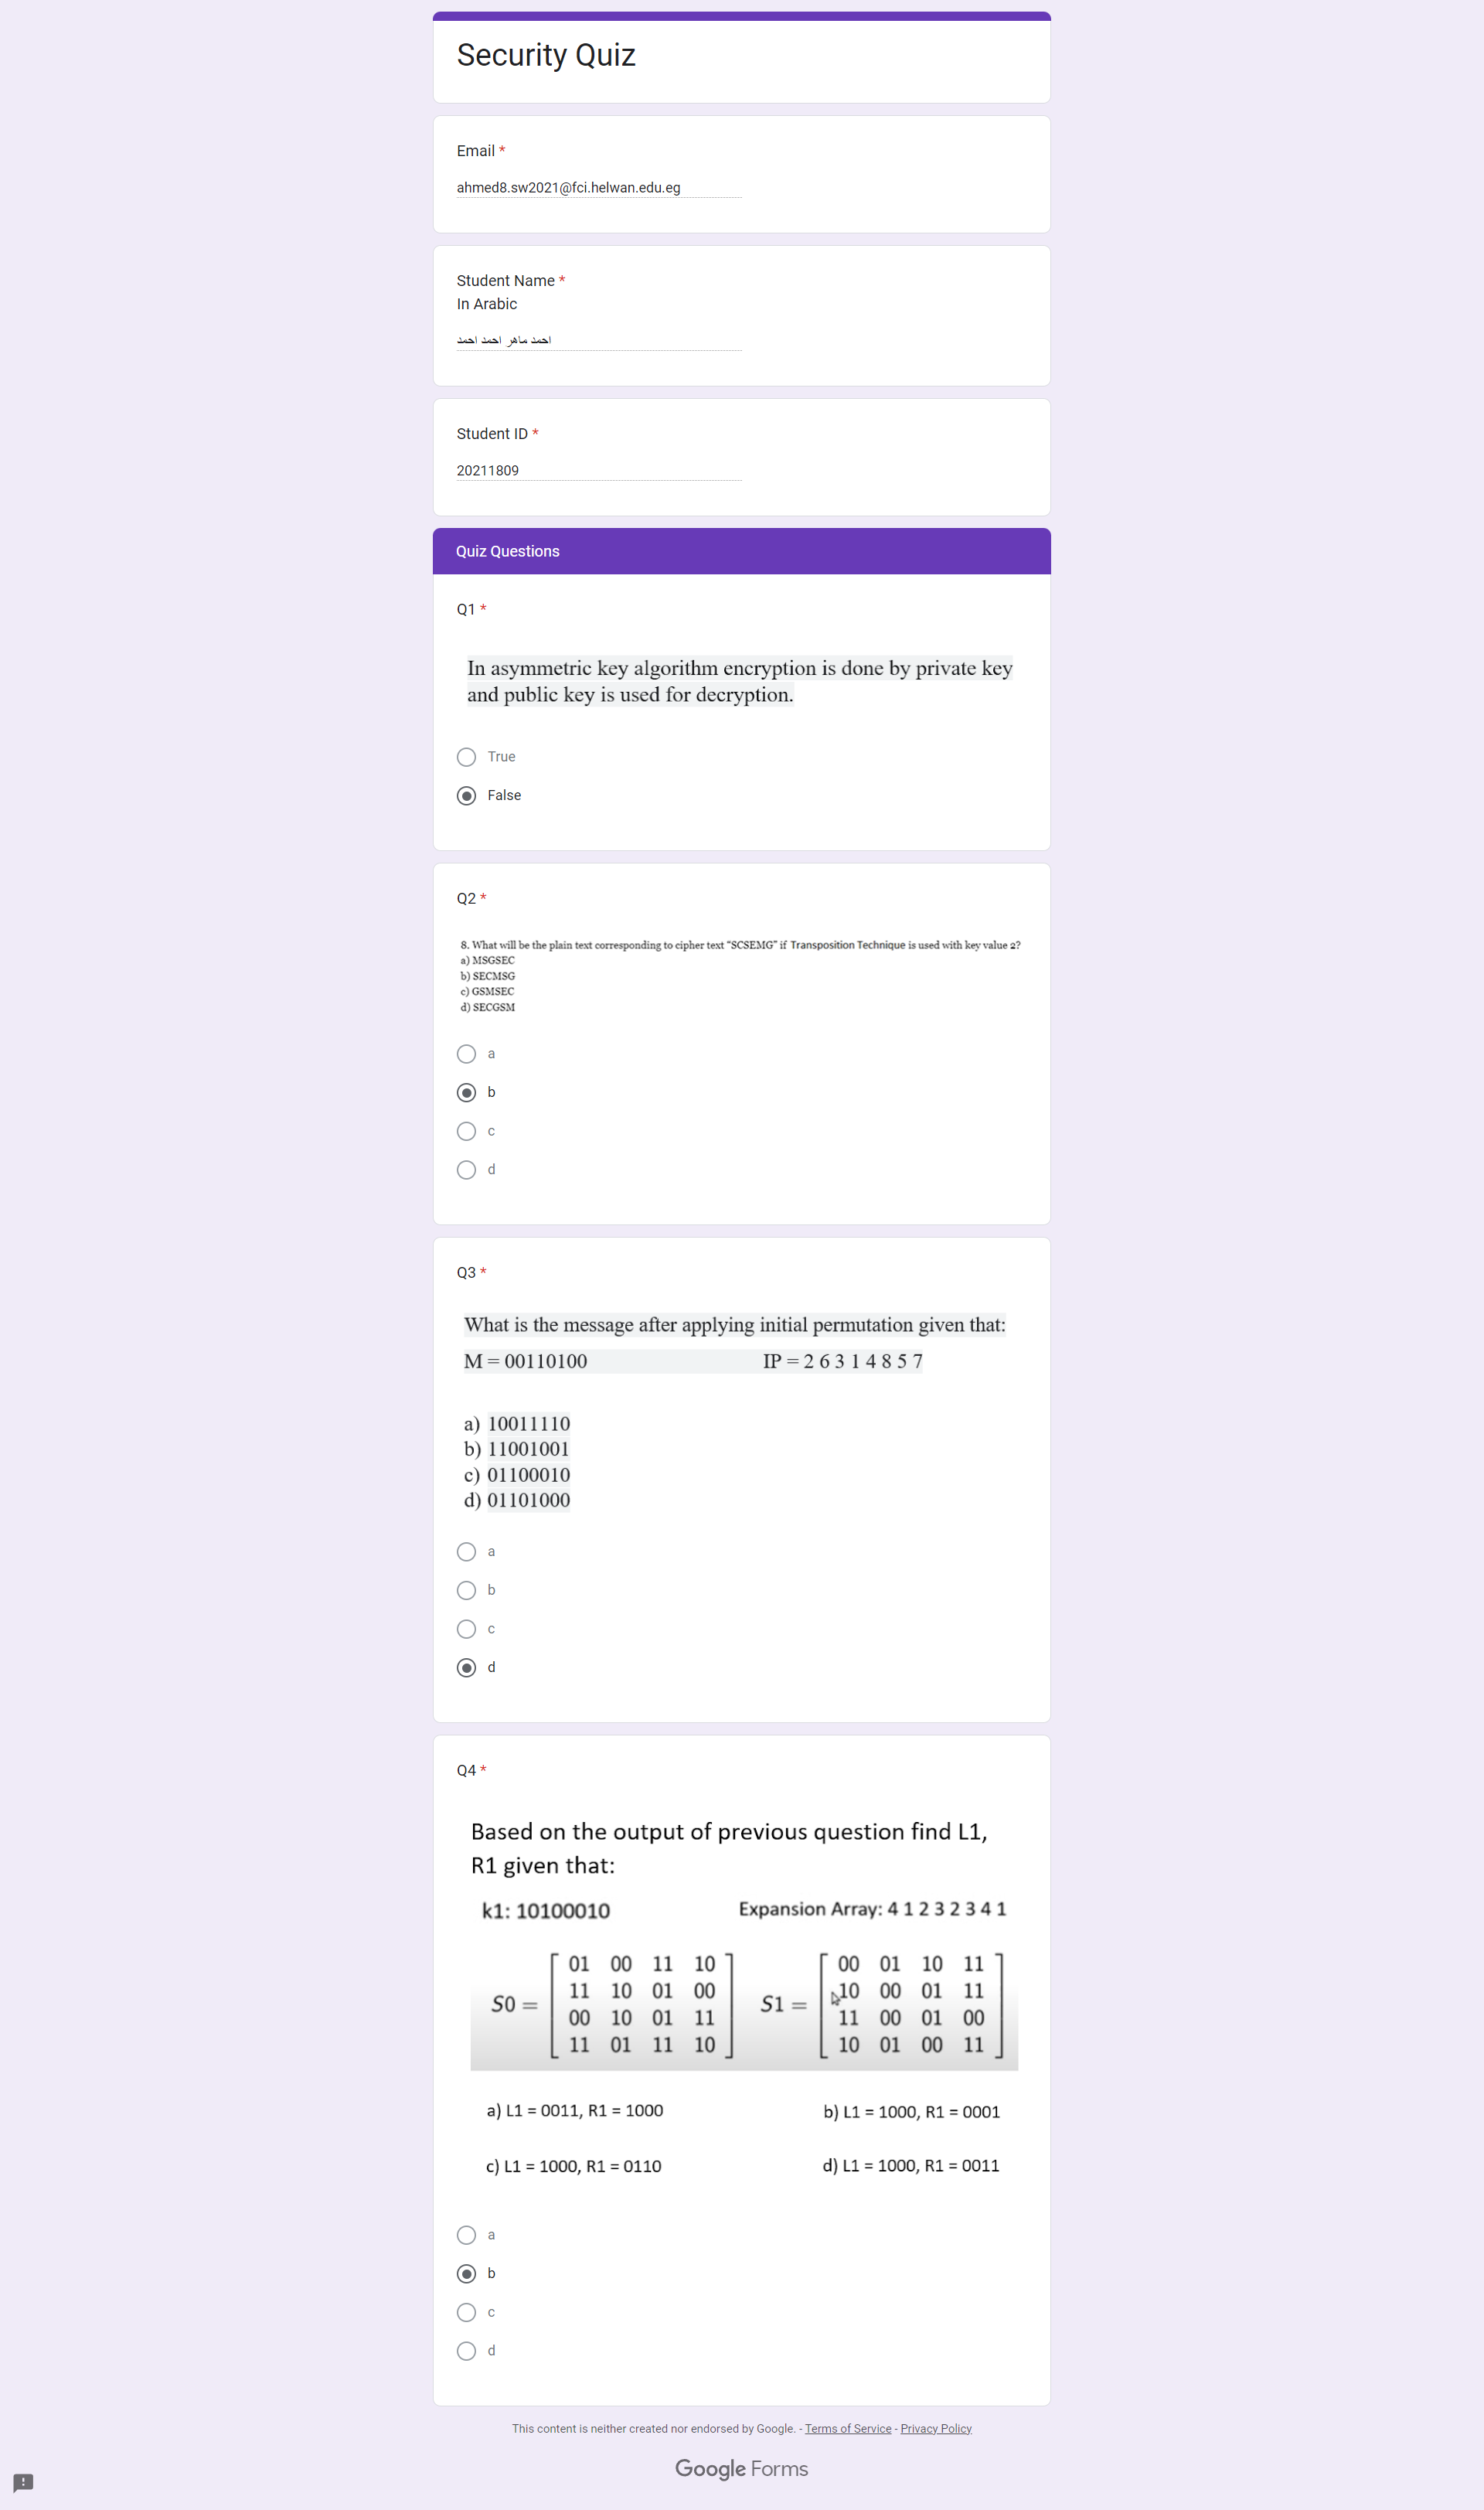 Security Quiz
Email *
ahmed8.sw2021@fci.helwan.edu.eg
Student Name *
In Arabic
احمد ماهر احمد احمد
Student ID *
20211809
Quiz Questions
Q1 *
In asymmetric key algorithm encryption is done by private key
and public key is used for decryption.
True
False
Q2 *
8. What will be the plain text corresponding to cipher text “SCSEMG” if Transposition Technique is used with key value 2?
a) MSGSEC
b) SECMSG
c) GSMSEC
d) SECGSM
a
b
c
d
Q3 *
What is the message after applying initial permutation given that:
M = 00110100 IP = 2 6 3 1 4 8 5 7
a) 10011110
b) 11001001
c) 01100010
d) 01101000
a
b
c
d
Q4 *
Based on the output of previous question find L1,
R1 given that:
k1: 10100010 Expansion Array: 4 1 2 3 2 3 4 1
01 00 11 10 00 01 10 11
11 10 01 00 10 00 01 11
S0 = S1 =
00 10 01 11 11 00 01 00
11 01 11 10 10 01 00 11
a) L1 = 0011, R1 = 1000 b) L1 = 1000, R1 = 0001
c) L1 = 1000, R1 = 0110 d) L1 = 1000, R1 = 0011
a
b
c
d
This content is neither created nor endorsed by Google. - Terms of Service - Privacy Policy
Google Forms